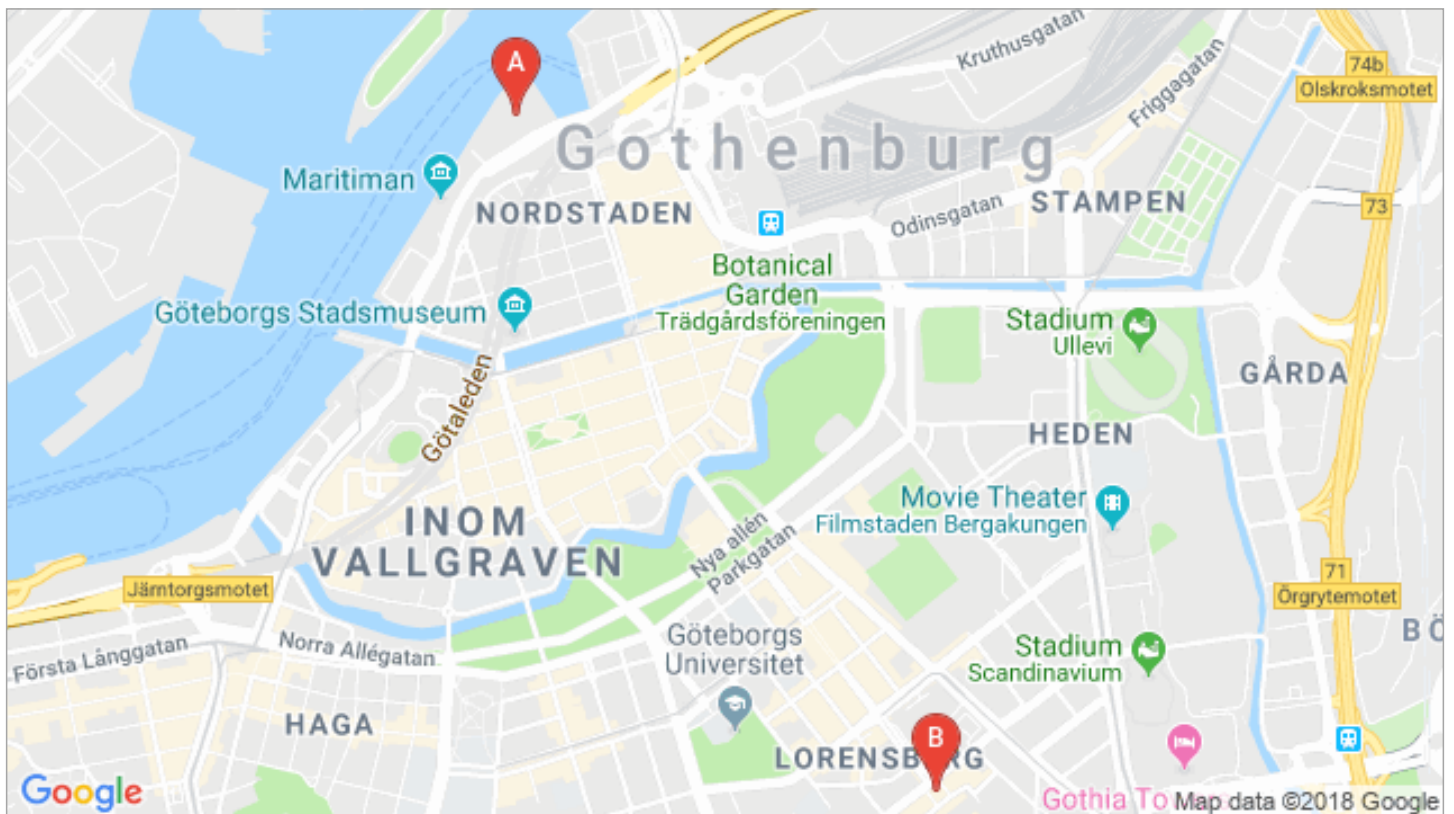 A
Kruthusgatan
74b
Olskroksmotet
Friggagatan
Gothenburg
Maritiman
NORDSTADEN
STAMPEN
73
Odinsgatan
Botanical
Garden
Trädgårdsföreningen
Göteborgs Stadsmuseum
Stadium
Ullevi
GÅRDA
Götaleden
HEDEN
Movie Theater
Filmstaden Bergakungen
INOM
VALLGRAVEN
Nya allén
Parkgatan
Järntorgsmotet
71
Örgrytemotet
Göteborgs
Universitet
Norra Allégatan
Första Långgatan
Stadium
Scandinavium
HAGA
B
Google
Gothia To
Map data ©2018 Google